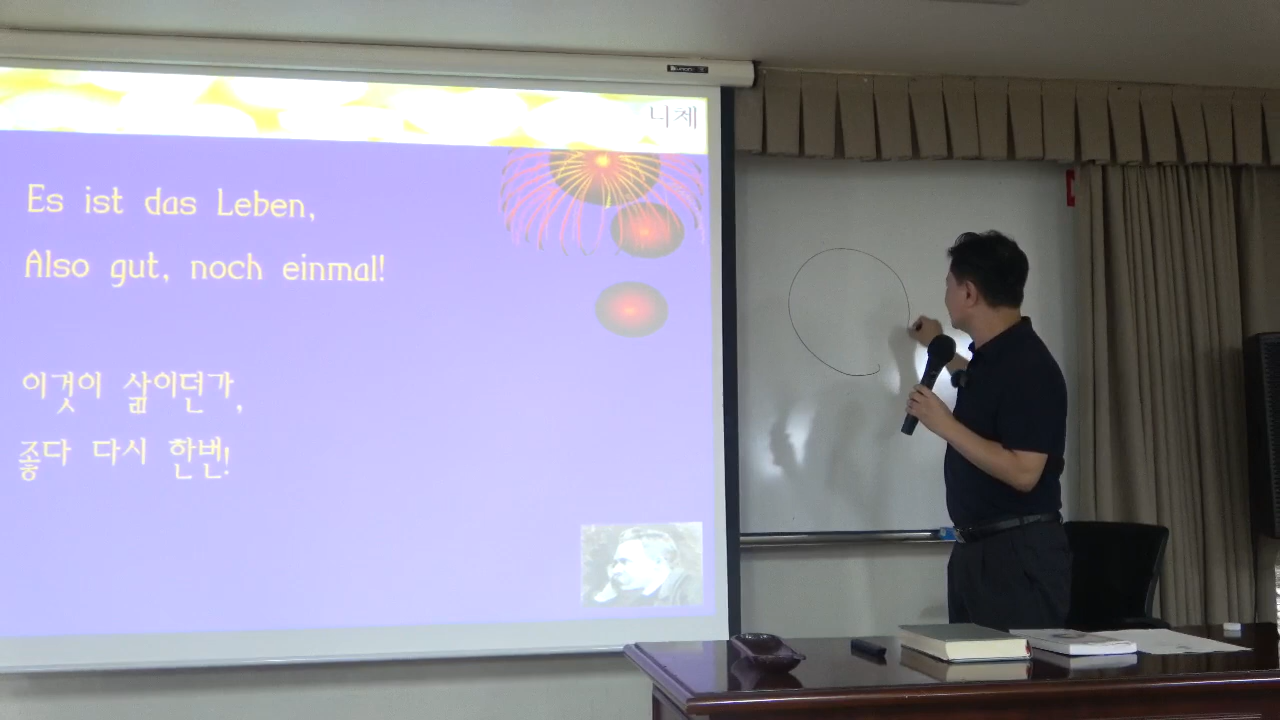 니체
Es ist das Leben,
Also gut, noch einmal!
이것이 삶이던가,
좋다 다시 한번!